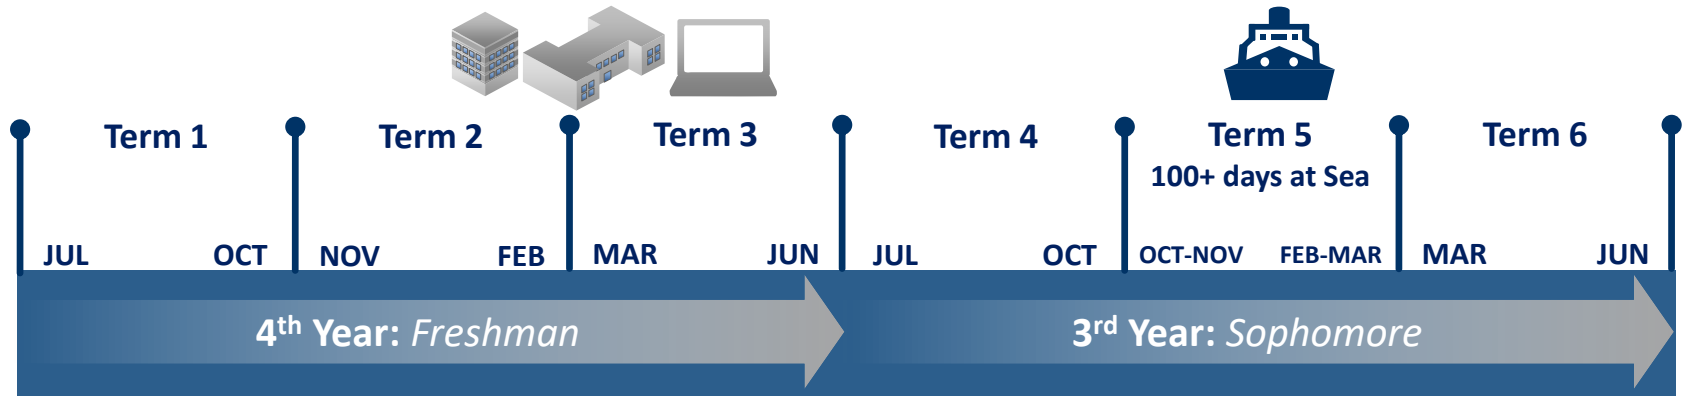 Term 1
Term 2
Term 3
Term 4
Term 5
Term 6
100+ days at Sea
JUL OCT NOV FEB MAR JUN JUL OCT OCT-NOV FEB-MAR MAR JUN
4th Year: Freshman
3rd Year: Sophomore